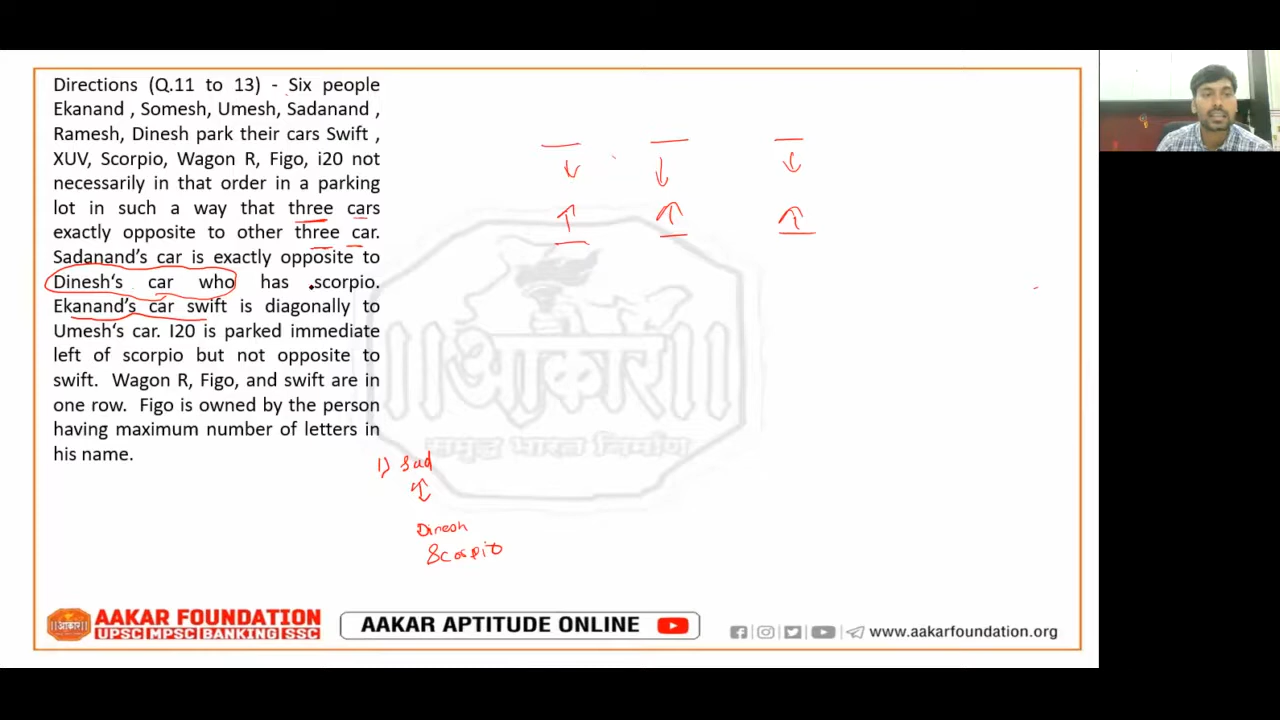 Directions (Q.11 to 13) - Six people
Ekanand , Somesh, Umesh, Sadanand ,
Ramesh, Dinesh park their cars Swift ,
XUV, Scorpio, Wagon R, Figo, i20 not
necessarily in that order in a parking
lot in such a way that three cars
exactly opposite to other three car.
Sadanand's car is exactly opposite to
Dinesh's car who has scorpio.
Ekanand's car swift is diagonally to
Umesh's car. I20 is parked immediate
left of scorpio but not opposite to
swift. Wagon R, Figo, and swift are in
one row. Figo is owned by the person
having maximum number of letters in
his name.
आकार
समृद्ध भारत निर्माण
1) Sad
Dinesh
Scorpio
आकार
AAKAR FOUNDATION
UPSC|MPSC|BANKING|SSC
AAKAR APTITUDE ONLINE
www.aakarfoundation.org